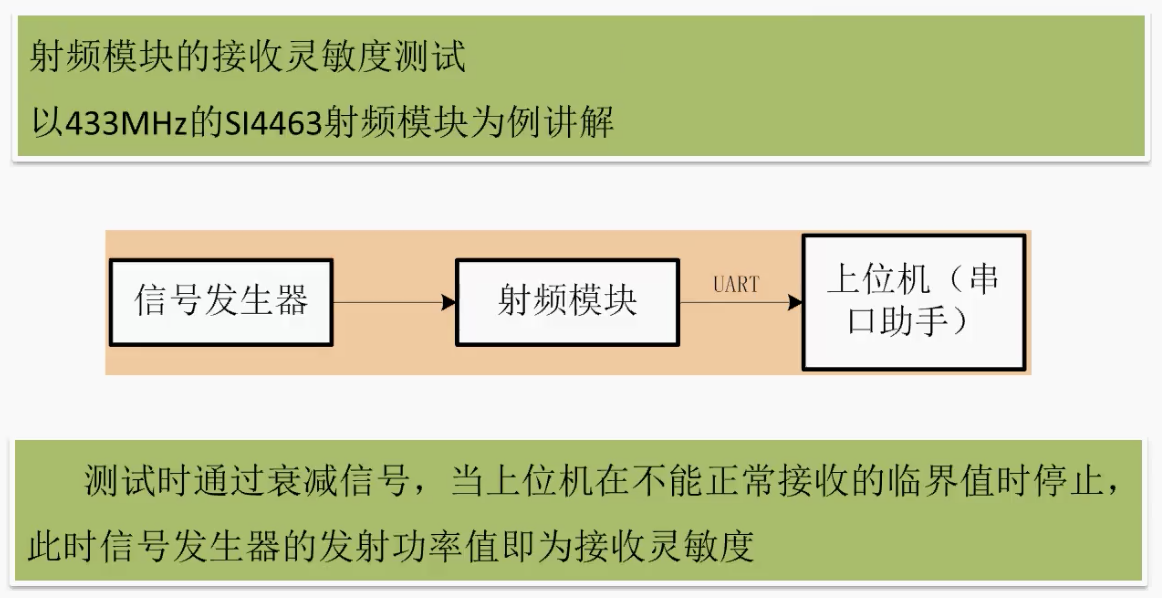 射频模块的接收灵敏度测试
以433MHz的SI4463射频模块为例讲解
信号发生器
射频模块
UART
上位机（串
口助手）
测试时通过衰减信号，当上位机在不能正常接收的临界值时停止，
此时信号发生器的发射功率值即为接收灵敏度